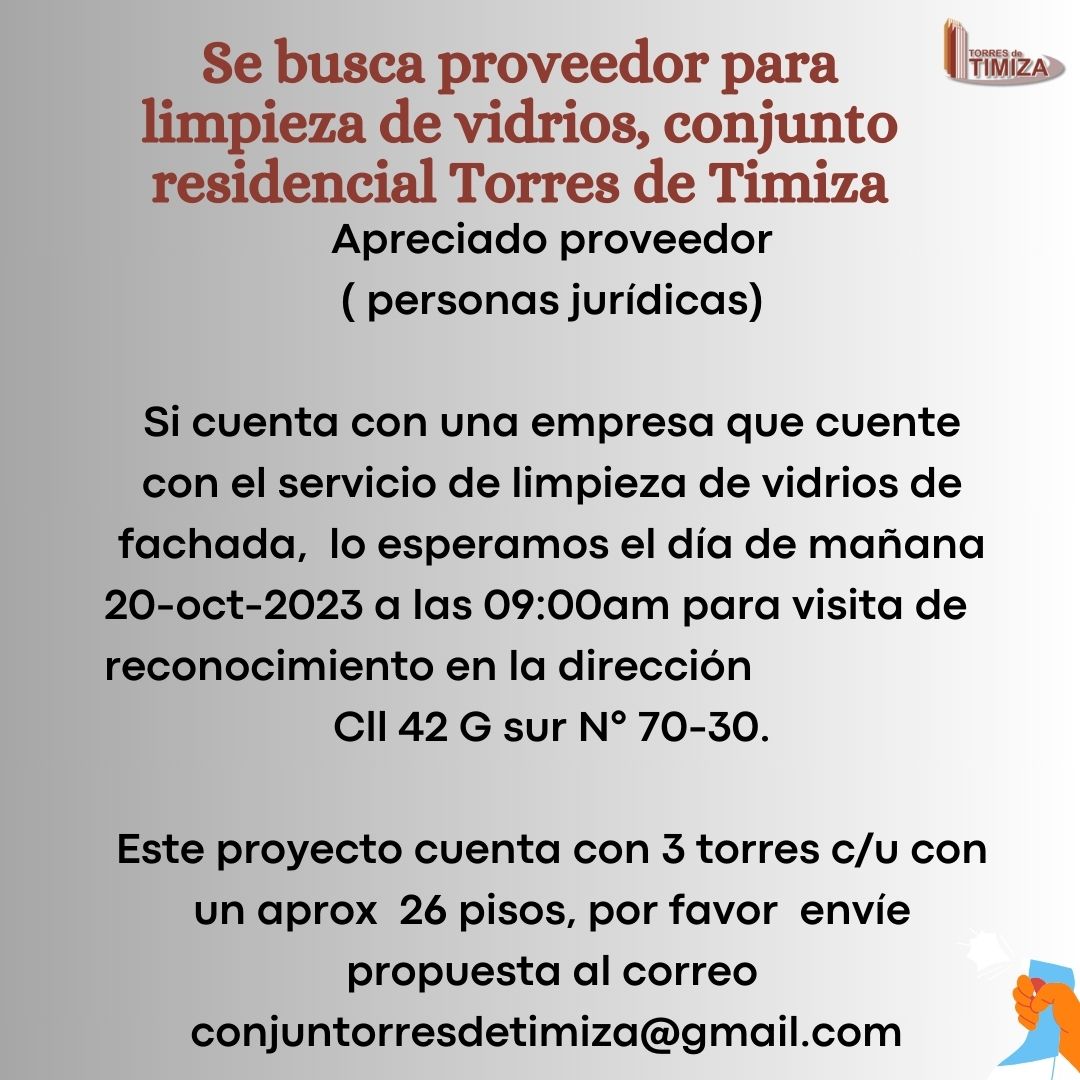 Se busca proveedor para
limpieza de vidrios, conjunto
residencial Torres de Timiza
TORRES de
TIMIZA
Apreciado proveedor
( personas jurídicas)
Si cuenta con una empresa que cuente
con el servicio de limpieza de vidrios de
fachada, lo esperamos el día de mañana
20-oct-2023 a las 09:00am para visita de
reconocimiento en la dirección
Cll 42 G sur N° 70-30.
Este proyecto cuenta con 3 torres c/u con
un aprox 26 pisos, por favor envíe
propuesta al correo
conjuntorresdetimiza@gmail.com